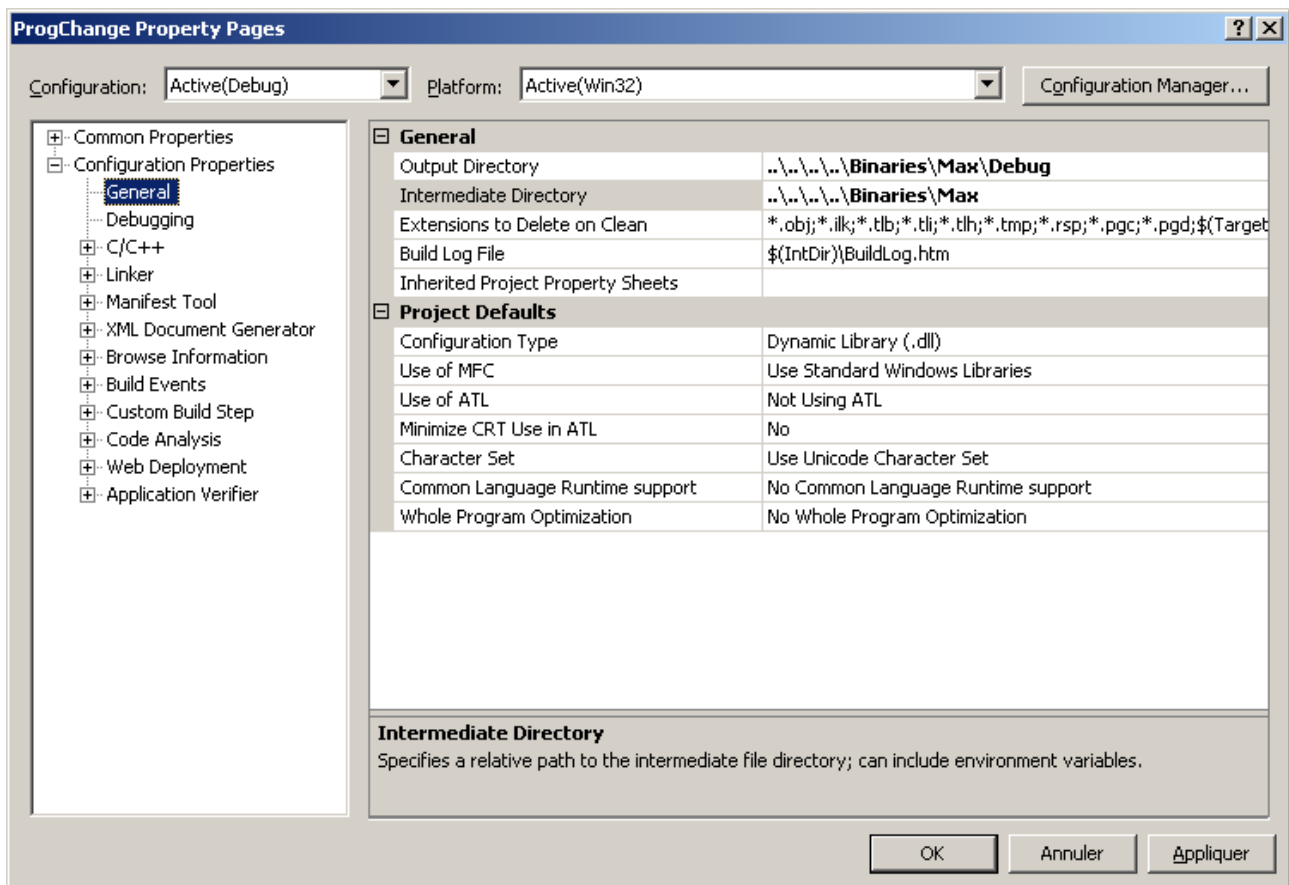 ProgChange Property Pages
Configuration: Active(Debug) Platform: Active(Win32) Configuration Manager...
Common Properties
Configuration Properties
General
Debugging
C/C++
Linker
Manifest Tool
XML Document Generator
Browse Information
Build Events
Custom Build Step
Code Analysis
Web Deployment
Application Verifier
General
Output Directory ..\..\..\..\Binaries\Max\Debug
Intermediate Directory ..\..\..\..\Binaries\Max
Extensions to Delete on Clean *.obj;*.ilk;*.tlb;*.tli;*.tlh;*.tmp;*.rsp;*.pgc;*.pgd;$(Target
Build Log File $(IntDir)\BuildLog.htm
Inherited Project Property Sheets
Project Defaults
Configuration Type Dynamic Library (.dll)
Use of MFC Use Standard Windows Libraries
Use of ATL Not Using ATL
Minimize CRT Use in ATL No
Character Set Use Unicode Character Set
Common Language Runtime support No Common Language Runtime support
Whole Program Optimization No Whole Program Optimization
Intermediate Directory
Specifies a relative path to the intermediate file directory; can include environment variables.
OK Annuler Appliquer